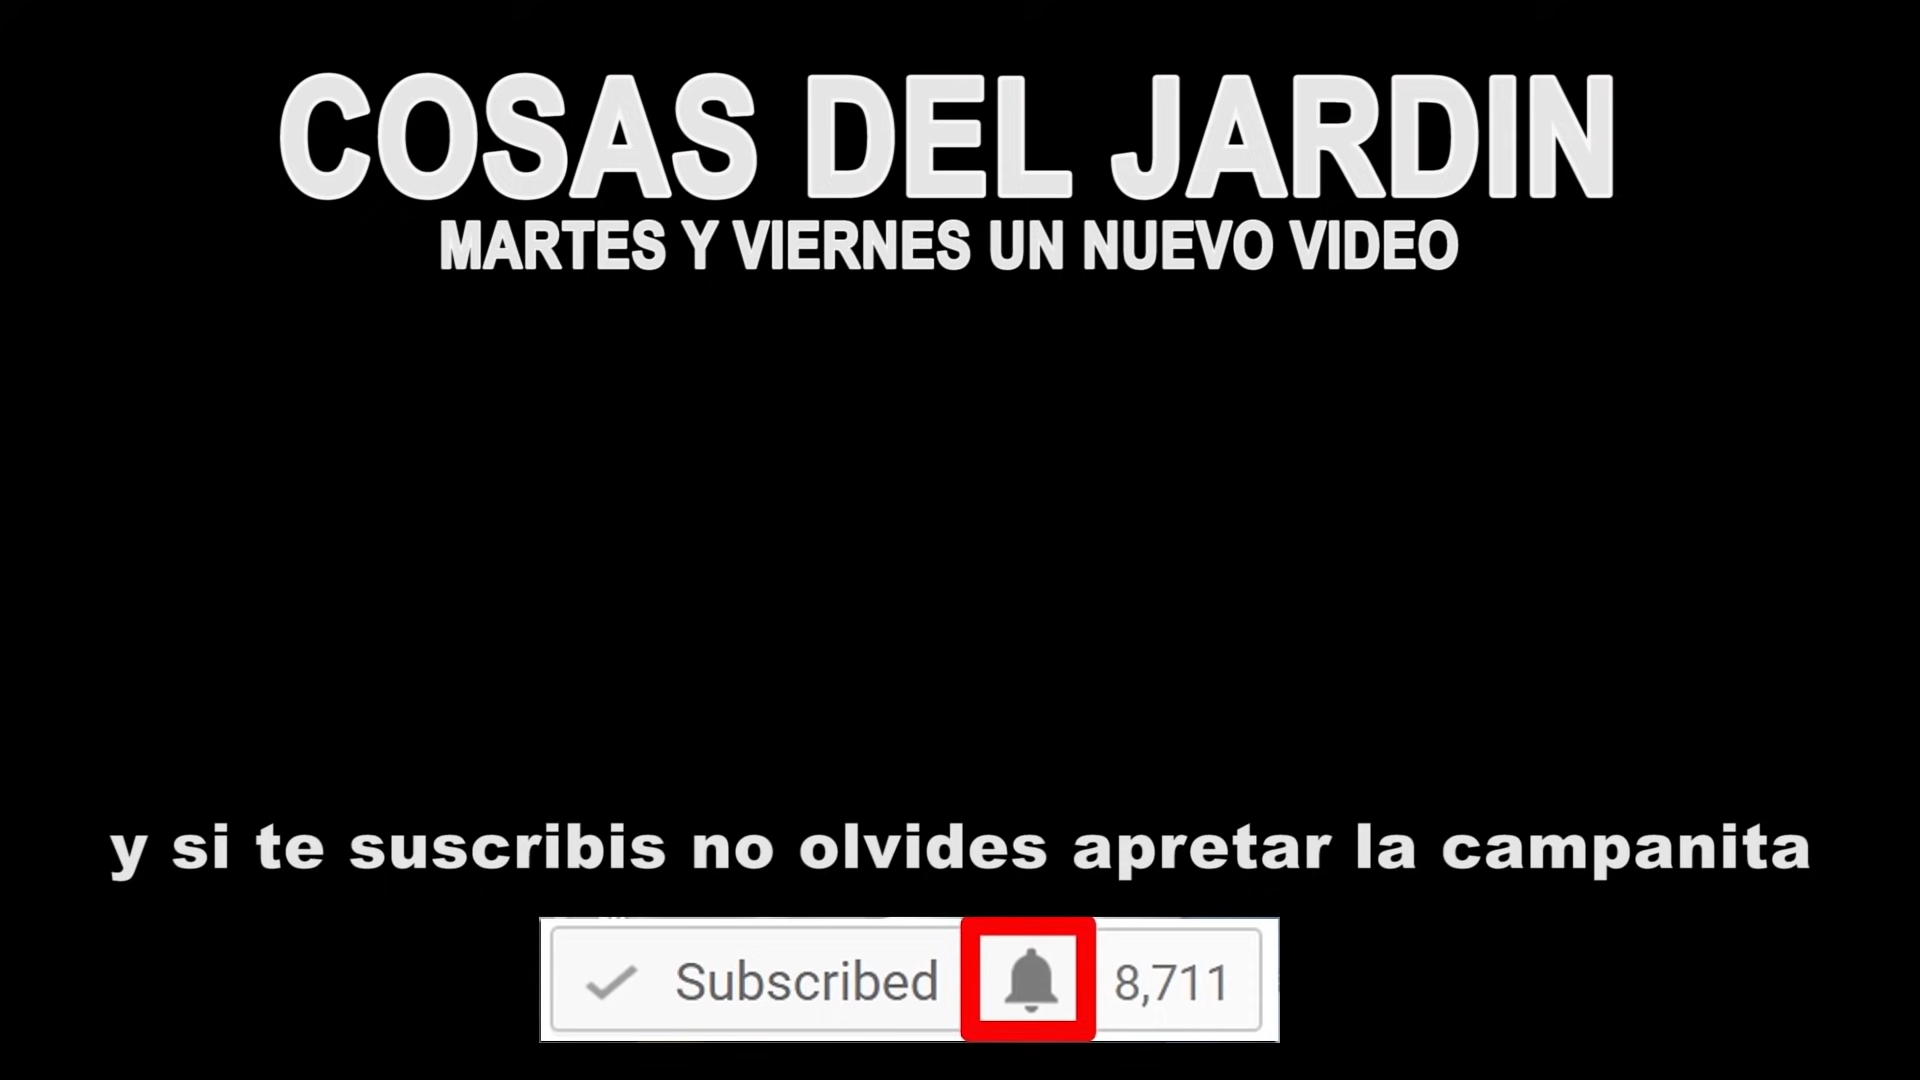 COSAS DEL JARDIN
MARTES Y VIERNES UN NUEVO VIDEO
y si te suscribis no olvides apretar la campanita
Subscribed 8,711